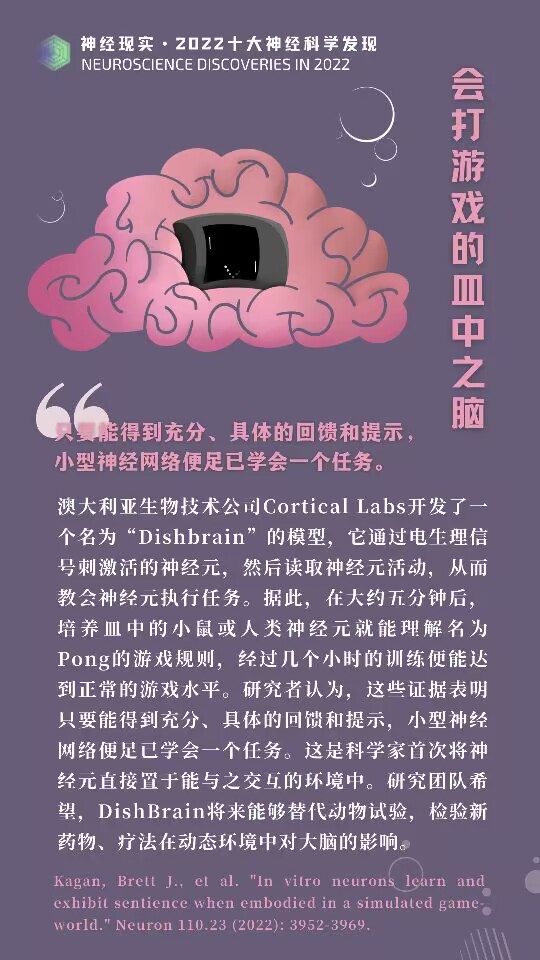 神经现实·2022十大神经科学发现
NEUROSCIENCE DISCOVERIES IN 2022
会打游戏的皿中之脑
只要能得到充分、具体的回馈和提示，
小型神经网络便足已学会一个任务。
澳大利亚生物技术公司Cortical Labs开发了一
个名为“Dishbrain”的模型，它通过电生理信
号刺激活的神经元，然后读取神经元活动，从而
教会神经元执行任务。据此，在大约五分钟后，
培养皿中的小鼠或人类神经元就能理解名为
Pong的游戏规则，经过几个小时的训练便能达
到正常的游戏水平。研究者认为，这些证据表明
只要能得到充分、具体的回馈和提示，小型神经
网络便足已学会一个任务。这是科学家首次将神
经元直接置于能与之交互的环境中。研究团队希
望，DishBrain将来能够替代动物试验，检验新
药物、疗法在动态环境中对大脑的影响。
Kagan, Brett J., et al. "In vitro neurons learn and
exhibit sentience when embodied in a simulated game-
world." Neuron 110.23 (2022): 3952-3969.